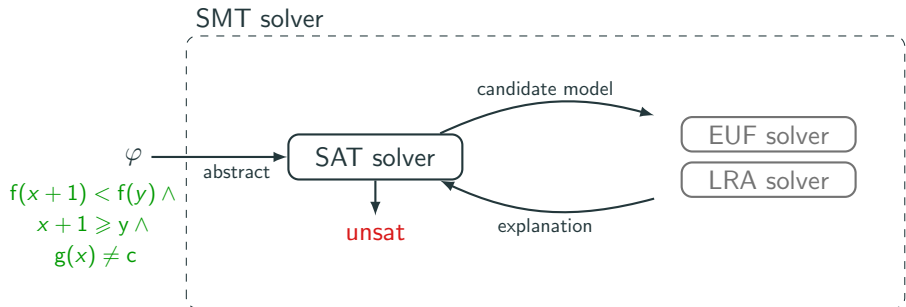 SMT solver
candidate model
EUF solver
φ
abstract
SAT solver
LRA solver
f(x + 1) < f(y) ∧
x + 1 ⩾ y ∧
g(x) ≠ c
unsat
explanation